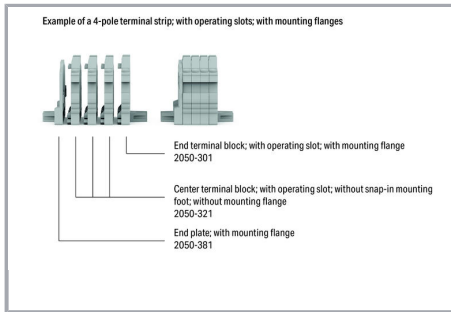 Example of a 4-pole terminal strip; with operating slots; with mounting flanges
End terminal block; with operating slot; with mounting flange
2050-301
Center terminal block; with operating slot; without snap-in mounting
foot; without mounting flange
2050-321
End plate; with mounting flange
2050-381